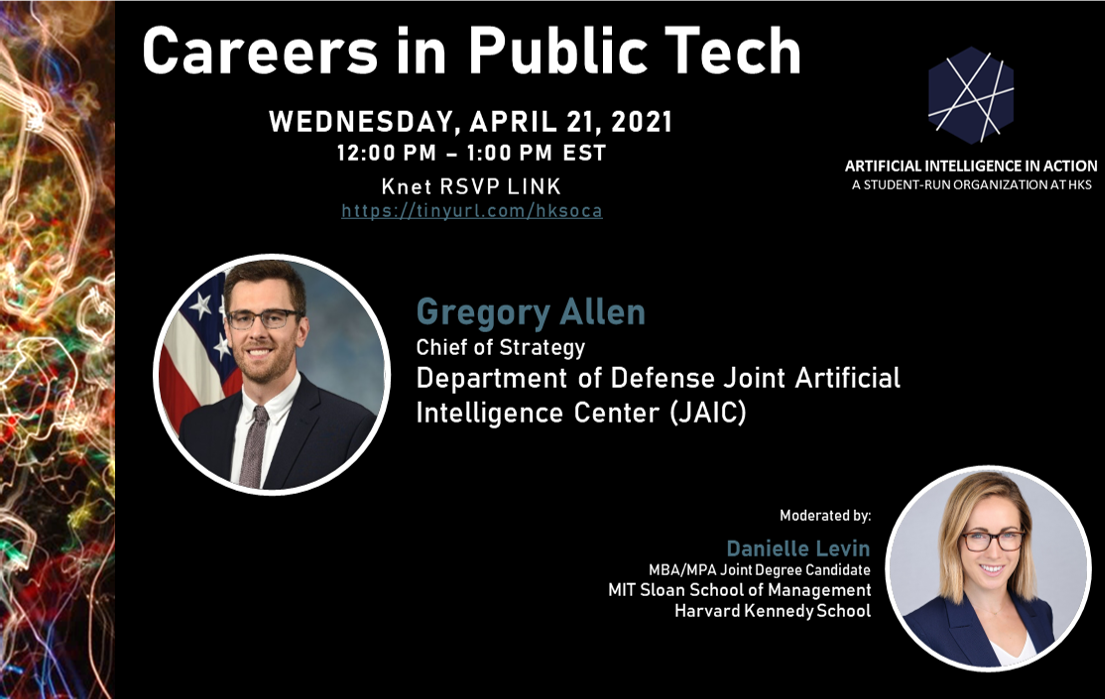 Careers in Public Tech
WEDNESDAY, APRIL 21, 2021
12:00 PM – 1:00 PM EST
Knet RSVP LINK
https://tinyurl.com/hksoca
ARTIFICIAL INTELLIGENCE IN ACTION
A STUDENT-RUN ORGANIZATION AT HKS
Gregory Allen
Chief of Strategy
Department of Defense Joint Artificial
Intelligence Center (JAIC)
Moderated by:
Danielle Levin
MBA/MPA Joint Degree Candidate
MIT Sloan School of Management
Harvard Kennedy School